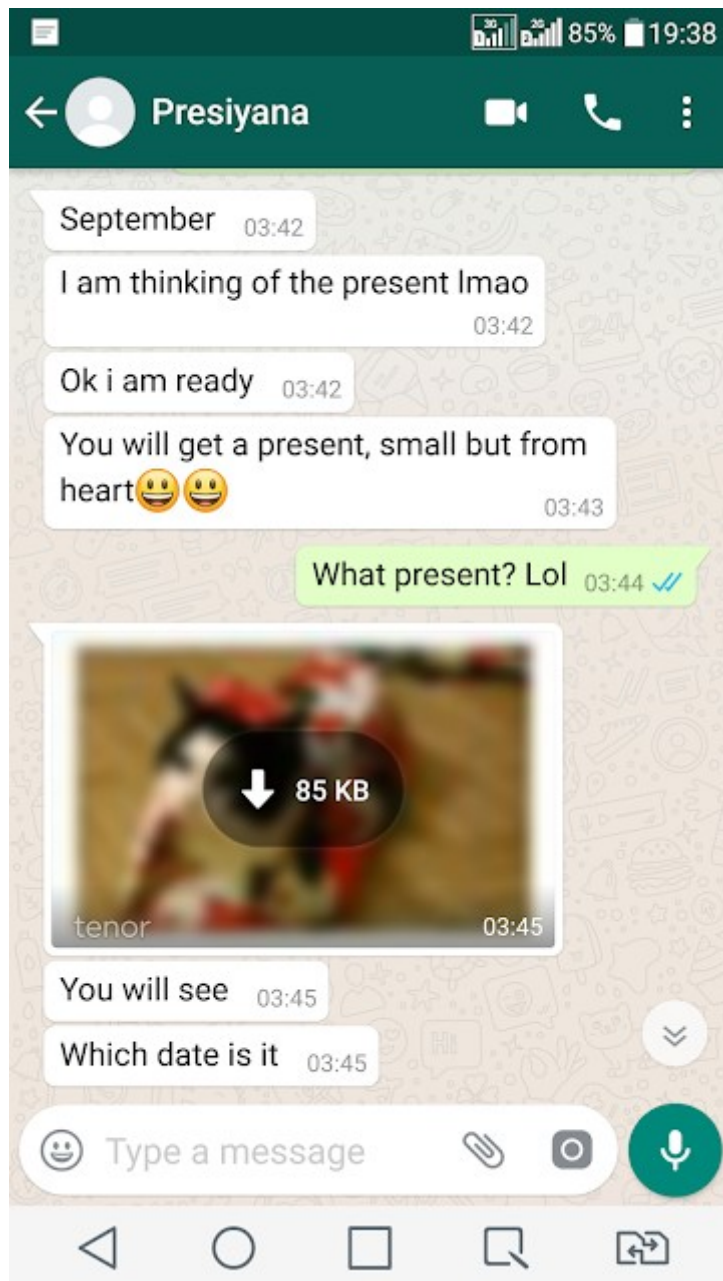 3G 2G 85% 19:38
Presiyana
September 03:42
I am thinking of the present lmao
03:42
Ok i am ready 03:42
You will get a present, small but from
heart😃😃
03:43
What present? Lol 03:44
85 KB
tenor 03:45
You will see 03:45
Which date is it 03:45
Type a message